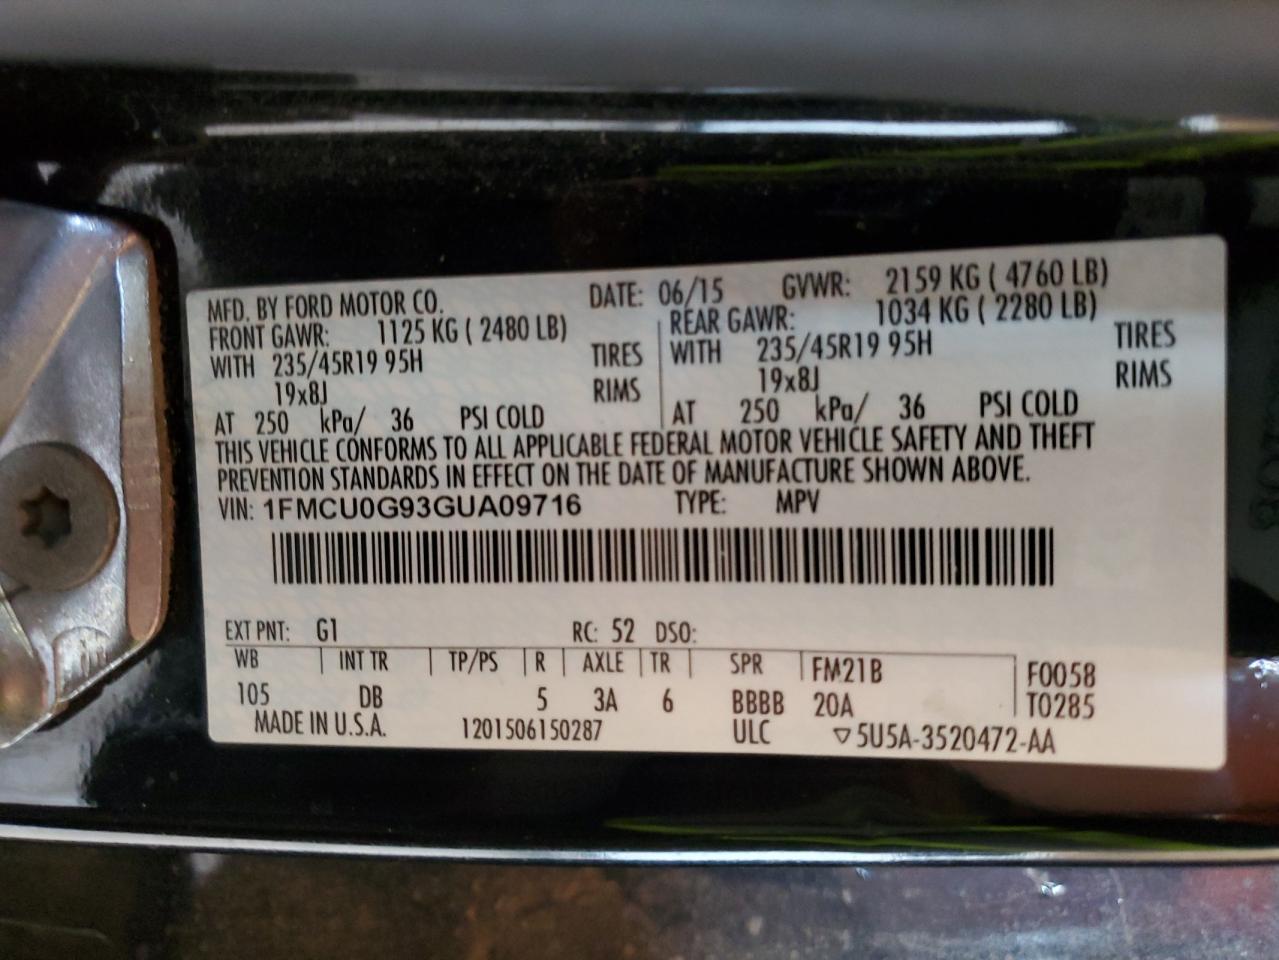 MFD. BY FORD MOTOR CO. DATE: 06/15 GVWR: 2159 KG ( 4760 LB)
FRONT GAWR: 1125 KG ( 2480 LB) REAR GAWR: 1034 KG ( 2280 LB)
WITH 235/45R19 95H TIRES WITH 235/45R19 95H TIRES
19x8J RIMS 19x8J RIMS
AT 250 kPa/ 36 PSI COLD AT 250 kPa/ 36 PSI COLD
THIS VEHICLE CONFORMS TO ALL APPLICABLE FEDERAL MOTOR VEHICLE SAFETY AND THEFT
PREVENTION STANDARDS IN EFFECT ON THE DATE OF MANUFACTURE SHOWN ABOVE.
VIN: 1FMCU0G93GUA09716 TYPE: MPV
EXT PNT: G1 RC: 52 DSO:
WB INT TR TP/PS R AXLE TR SPR FM21B F0058
105 DB 5 3A 6 BBBB 20A T0285
MADE IN U.S.A. 1201506150287 ULC ▽5U5A-3520472-AA